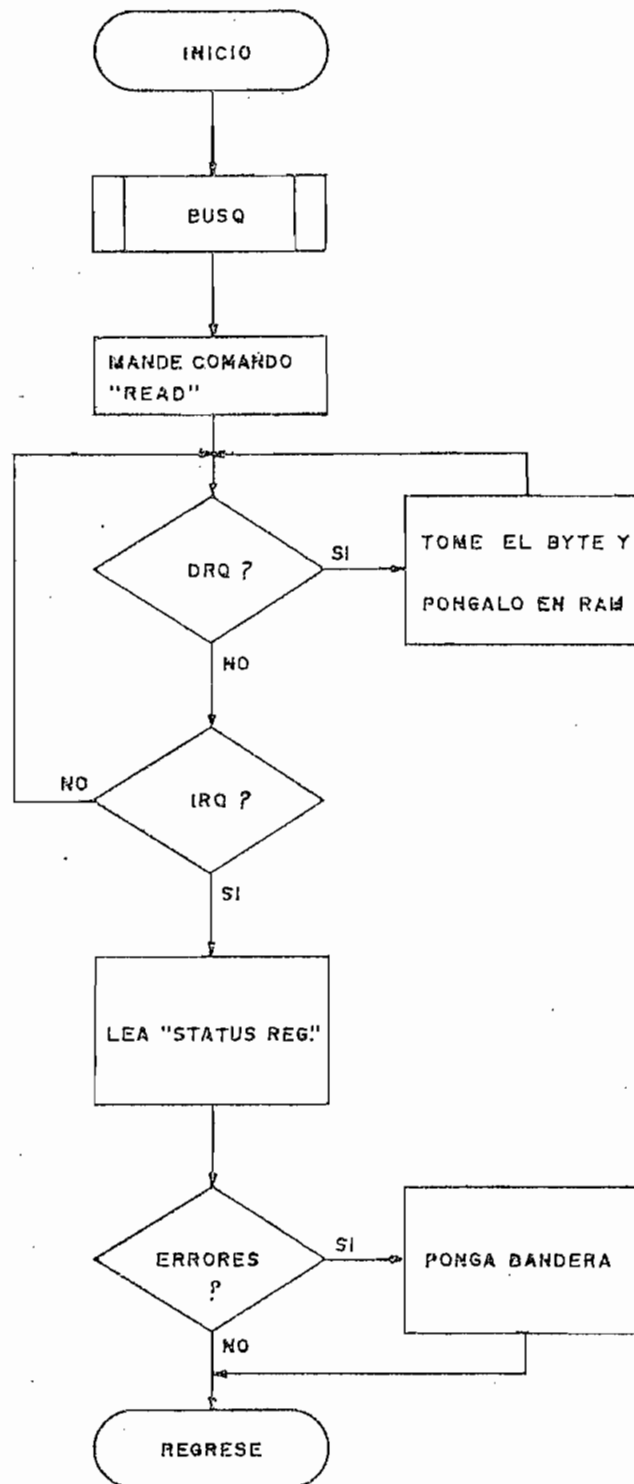 INICIO
BUSQ
MANDE COMANDO
"READ"
DRQ ?
SI
TOME EL BYTE Y
PONGALO EN RAM
NO
IRQ ?
NO
SI
LEA "STATUS REG."
ERRORES
?
SI
PONGA BANDERA
NO
REGRESE